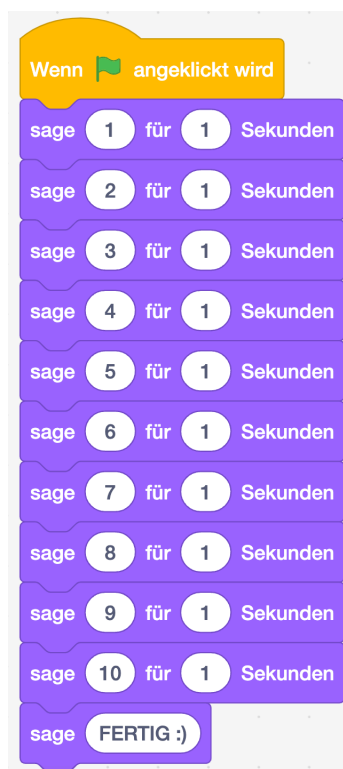 Wenn angeklickt wird
sage 1 für 1 Sekunden
sage 2 für 1 Sekunden
sage 3 für 1 Sekunden
sage 4 für 1 Sekunden
sage 5 für 1 Sekunden
sage 6 für 1 Sekunden
sage 7 für 1 Sekunden
sage 8 für 1 Sekunden
sage 9 für 1 Sekunden
sage 10 für 1 Sekunden
sage FERTIG :)